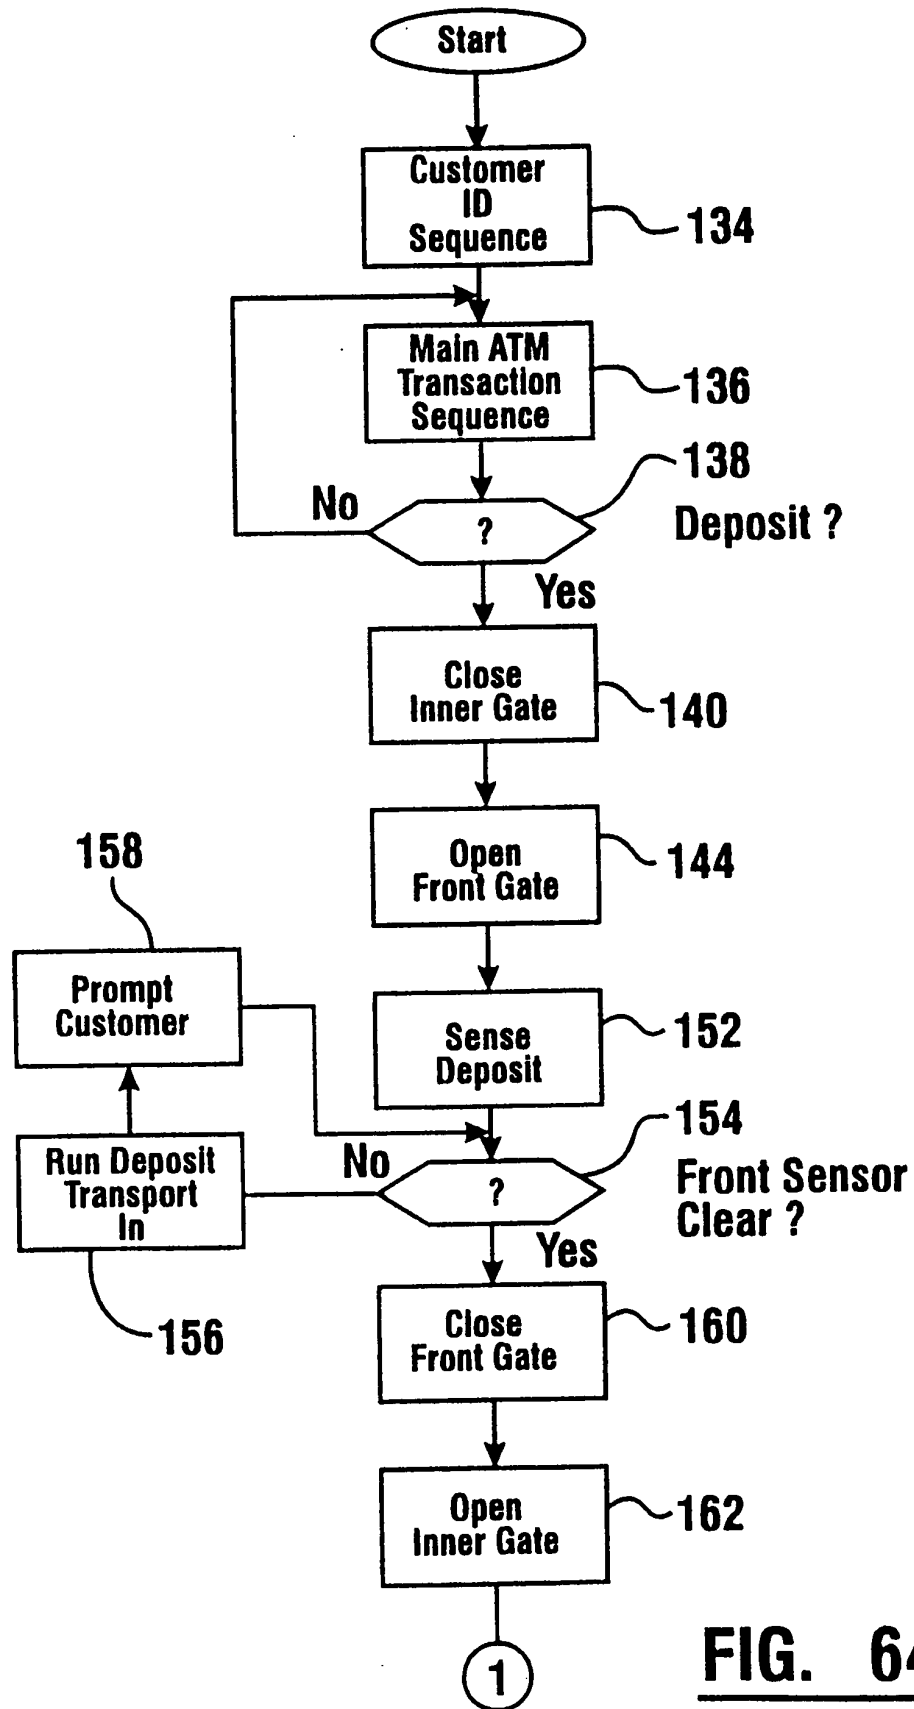 Start
Customer
ID
Sequence
134
Main ATM
Transaction
Sequence
136
138
No
?
Deposit ?
Yes
Close
Inner Gate
140
Open
Front Gate
144
158
Prompt
Customer
Sense
Deposit
152
154
Run Deposit
Transport
In
No
?
Front Sensor
Clear ?
Yes
156
Close
Front Gate
160
Open
Inner Gate
162
1
FIG. 64